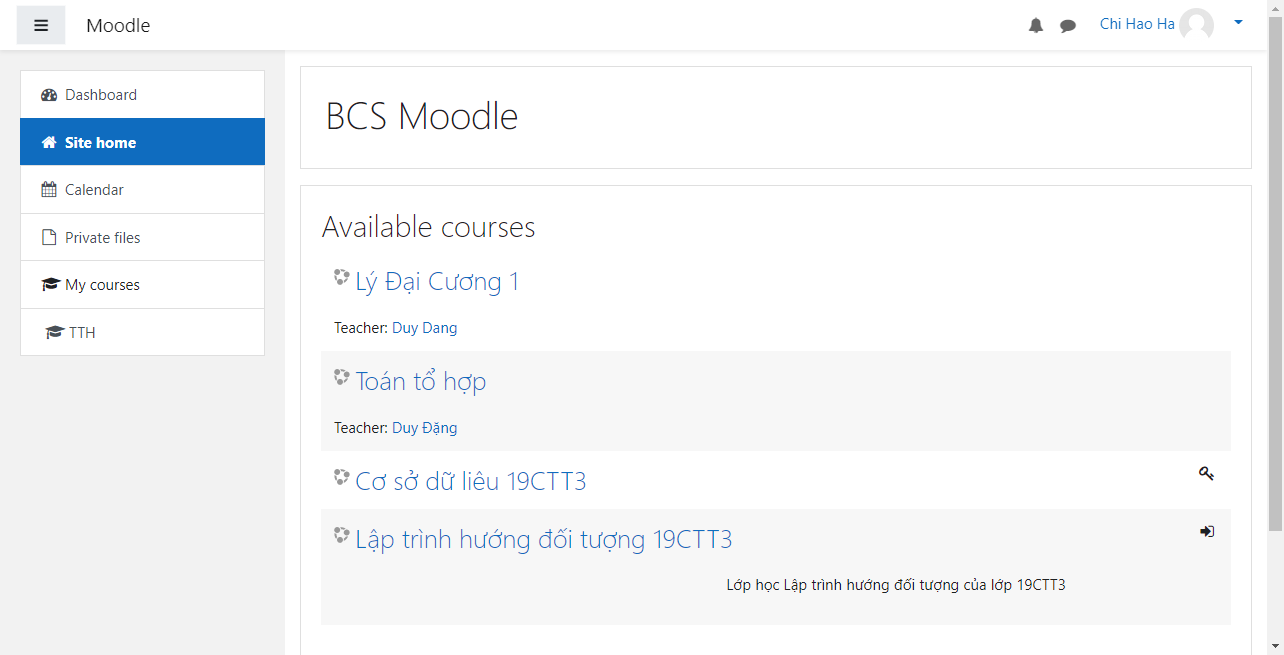 Moodle
Chi Hao Ha
Dashboard
Site home
Calendar
Private files
My courses
TTH
BCS Moodle
Available courses
Lý Đại Cương 1
Teacher: Duy Dang
Toán tổ hợp
Teacher: Duy Đặng
Cơ sở dữ liêu 19CTT3
Lập trình hướng đối tượng 19CTT3
Lớp học Lập trình hướng đối tượng của lớp 19CTT3